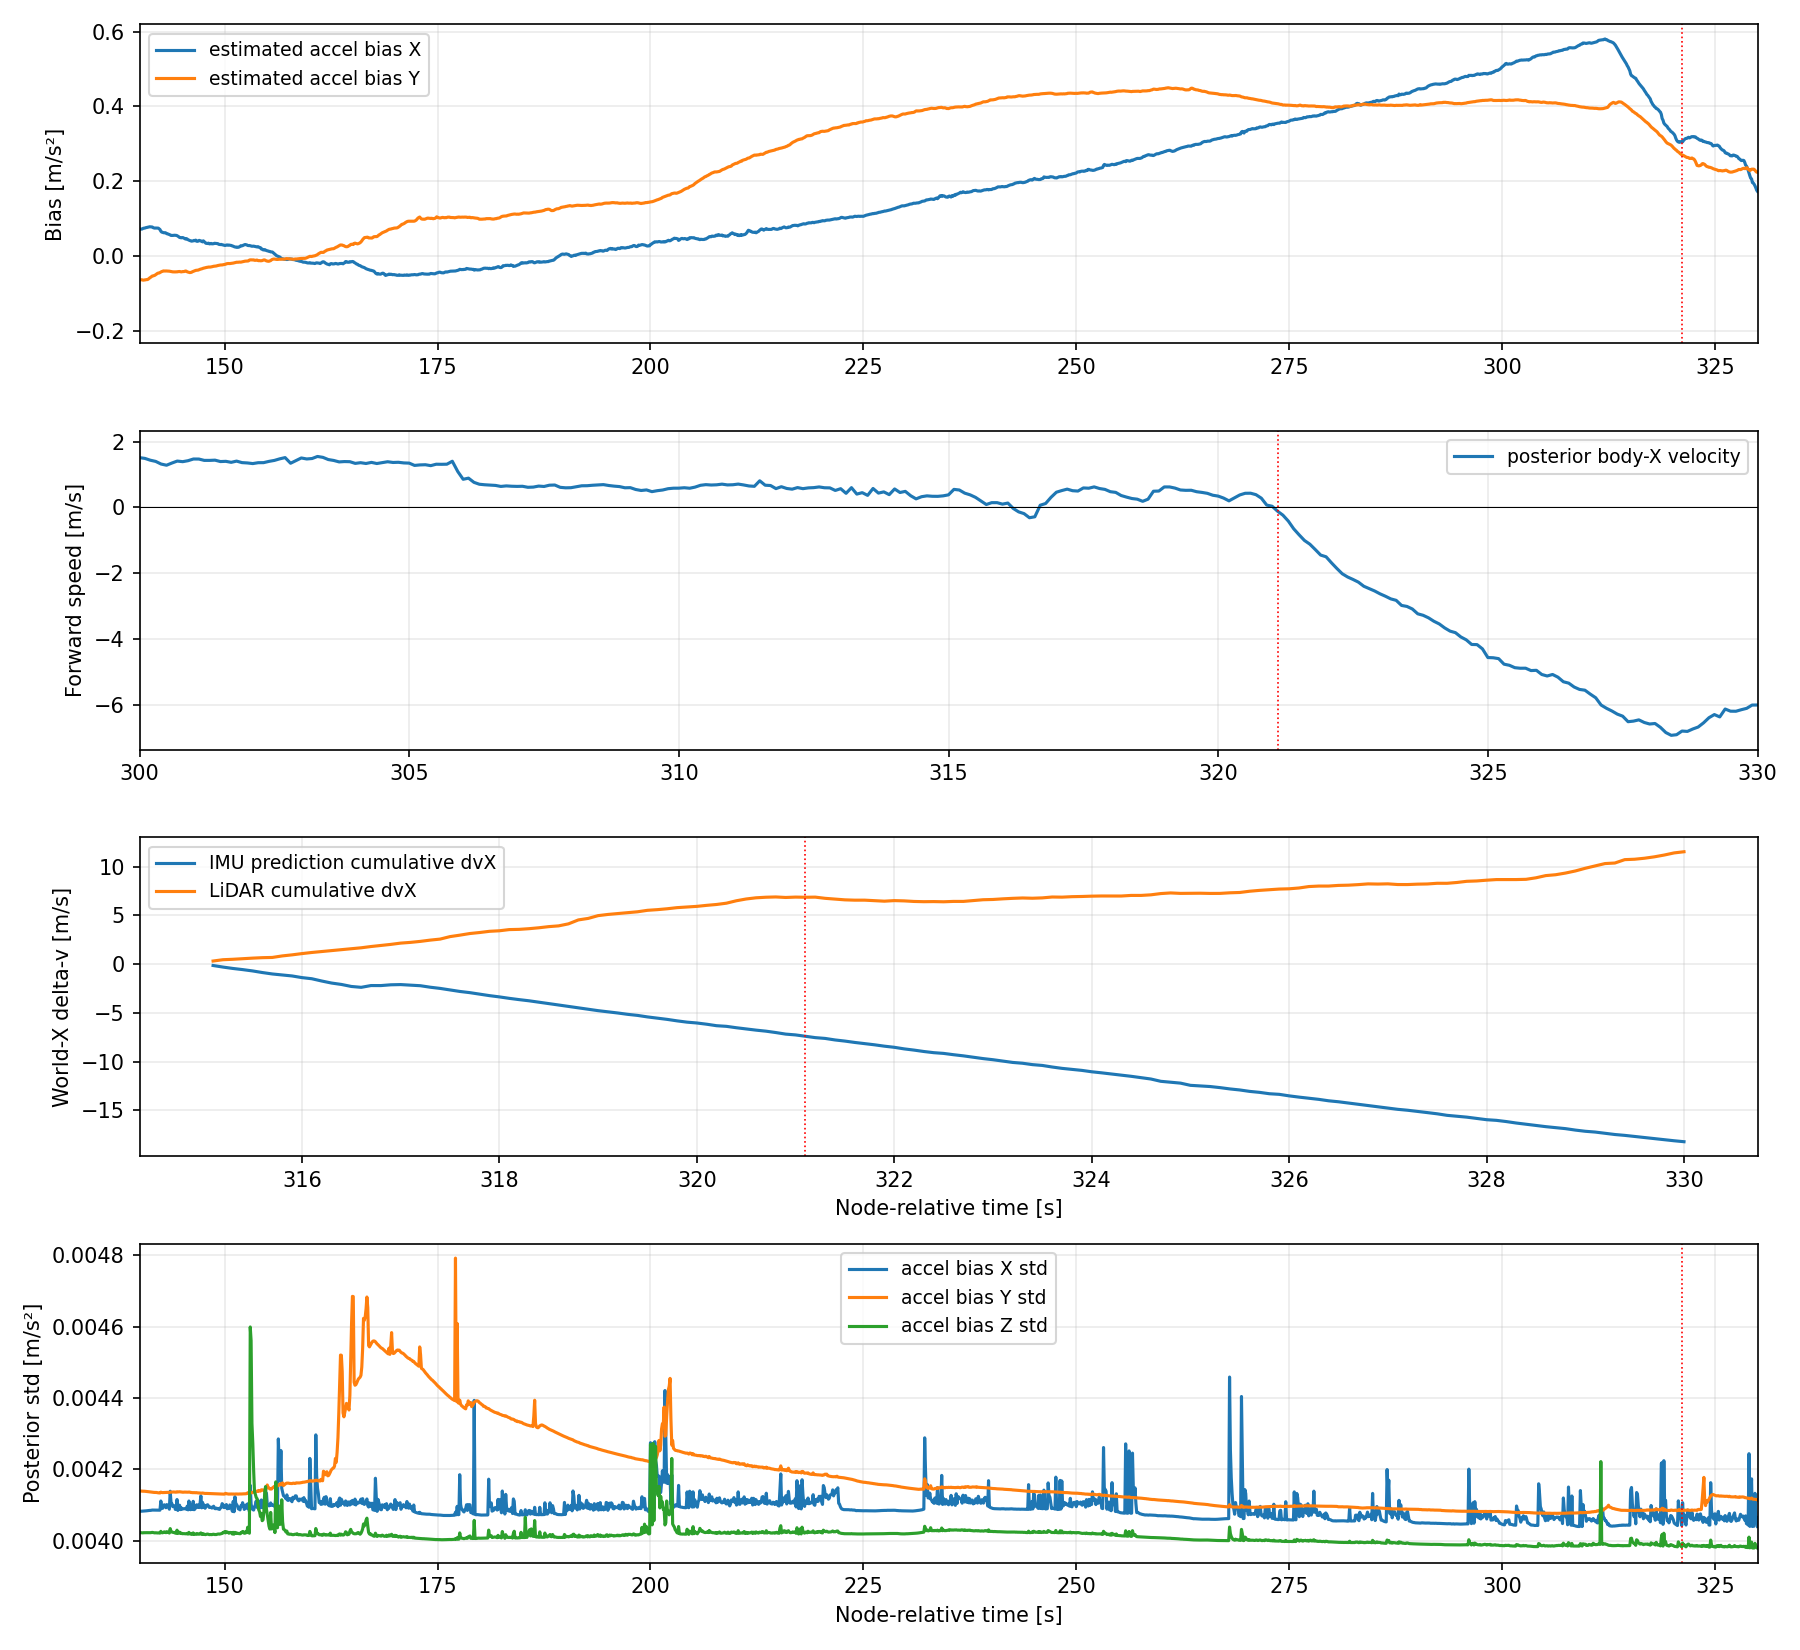 estimated accel bias X
estimated accel bias Y
Bias [m/s²]
0.6
0.4
0.2
0.0
−0.2
150 175 200 225 250 275 300 325
posterior body-X velocity
Forward speed [m/s]
2
0
−2
−4
−6
300 305 310 315 320 325 330
IMU prediction cumulative dvX
LiDAR cumulative dvX
World-X delta-v [m/s]
10
5
0
−5
−10
−15
316 318 320 322 324 326 328 330
Node-relative time [s]
accel bias X std
accel bias Y std
accel bias Z std
Posterior std [m/s²]
0.0048
0.0046
0.0044
0.0042
0.0040
150 175 200 225 250 275 300 325
Node-relative time [s]